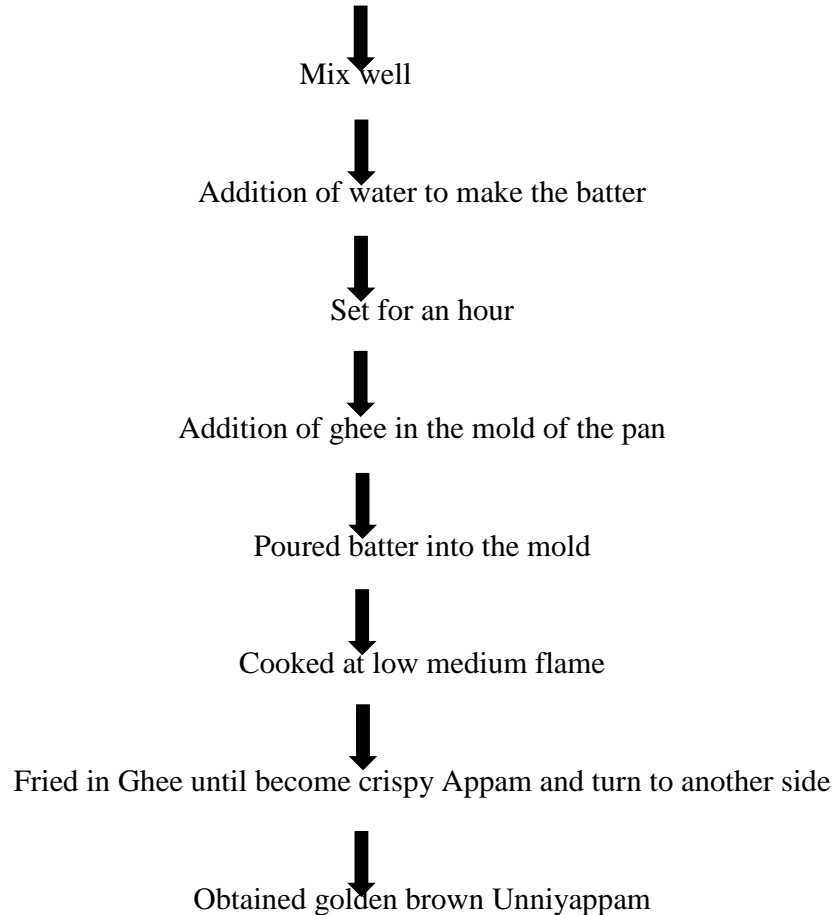 Mix well
Addition of water to make the batter
Set for an hour
Addition of ghee in the mold of the pan
Poured batter into the mold
Cooked at low medium flame
Fried in Ghee until become crispy Appam and turn to another side
Obtained golden brown Unniyappam